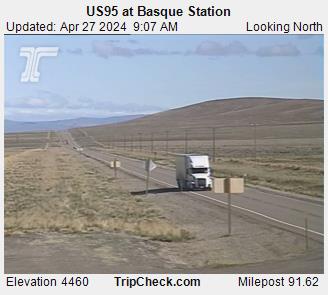 US95 at Basque Station
Updated: Apr 27 2024 9:07 AM Looking North
Elevation 4460 TripCheck.com Milepost 91.62